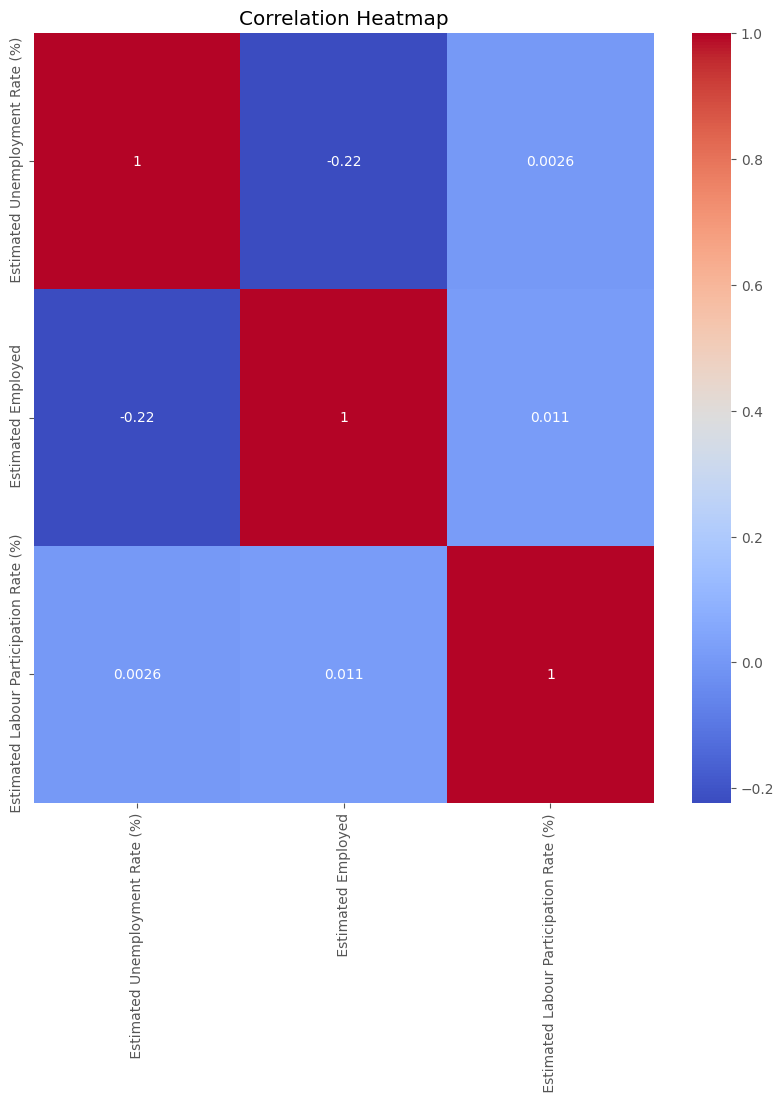 Correlation Heatmap
Estimated Unemployment Rate (%)
Estimated Employed
Estimated Labour Participation Rate (%)
1
-0.22
0.0026
-0.22
1
0.011
0.0026
0.011
1
Estimated Unemployment Rate (%)
Estimated Employed
Estimated Labour Participation Rate (%)
1.0
0.8
0.6
0.4
0.2
0.0
−0.2